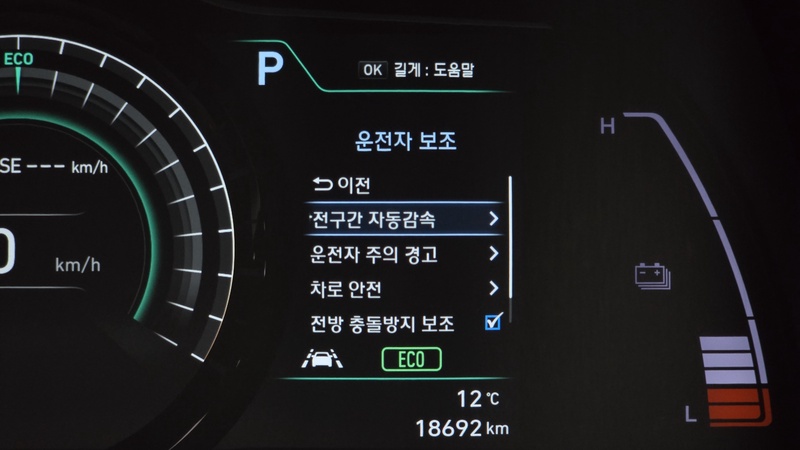 ECO
SE --- km/h
0
km/h
P
OK 길게 : 도움말
운전자 보조
이전
전구간 자동감속
운전자 주의 경고
차로 안전
전방 충돌방지 보조
ECO
12 °C
18692 km
H
L